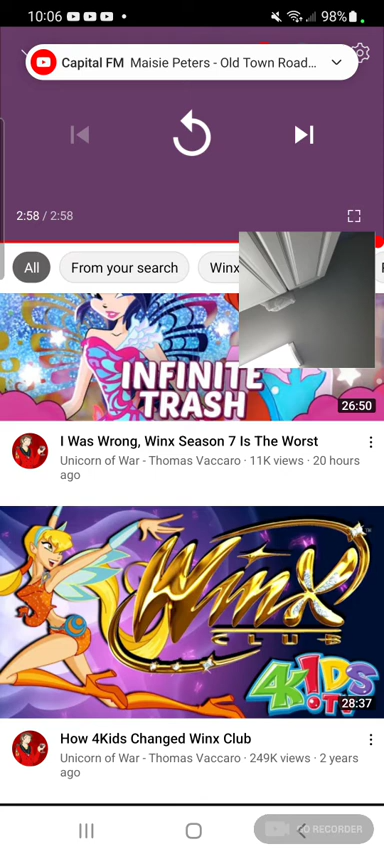 10:06
98%
Capital FM Maisie Peters - Old Town Road...
2:58 / 2:58
All From your search Winx
INFINITE
TRASH
26:50
I Was Wrong, Winx Season 7 Is The Worst
Unicorn of War - Thomas Vaccaro · 11K views · 20 hours
ago
Winx
CLUB
4KiDS
TV
28:37
How 4Kids Changed Winx Club
Unicorn of War - Thomas Vaccaro · 249K views · 2 years
ago
RECORDER